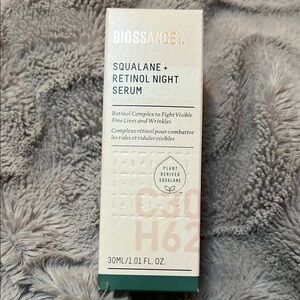 BIOSSANCE
SQUALANE +
RETINOL NIGHT
SERUM
Retinol Complex to Fight Visible
Fine Lines and Wrinkles
Complexe rétinol pour combattre
les rides et ridules visibles
PLANT
DERIVED
SQUALANE
C30
H62
30ML/1.01 FL. OZ.